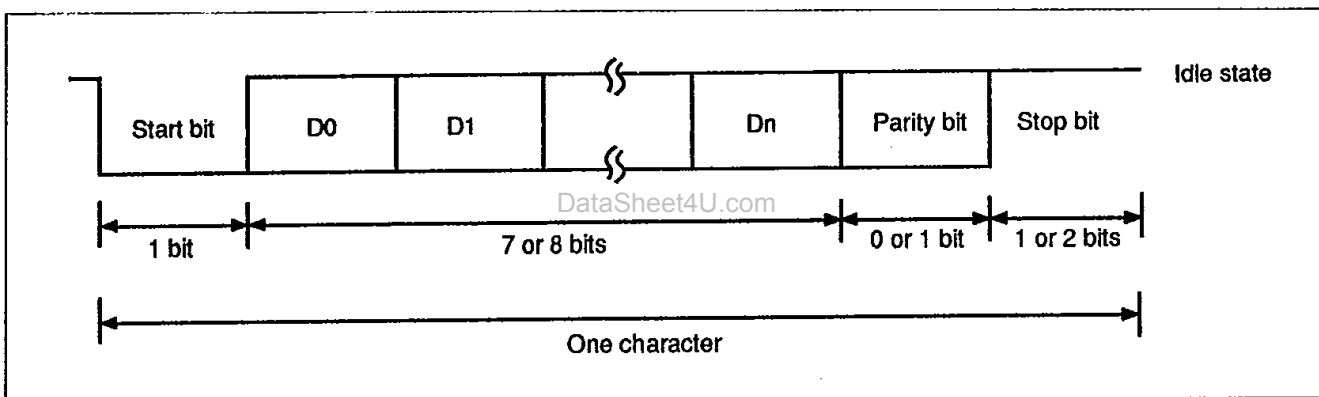 Idle state
Start bit D0 D1 Dn Parity bit Stop bit
DataSheet4U.com
1 bit 7 or 8 bits 0 or 1 bit 1 or 2 bits
One character